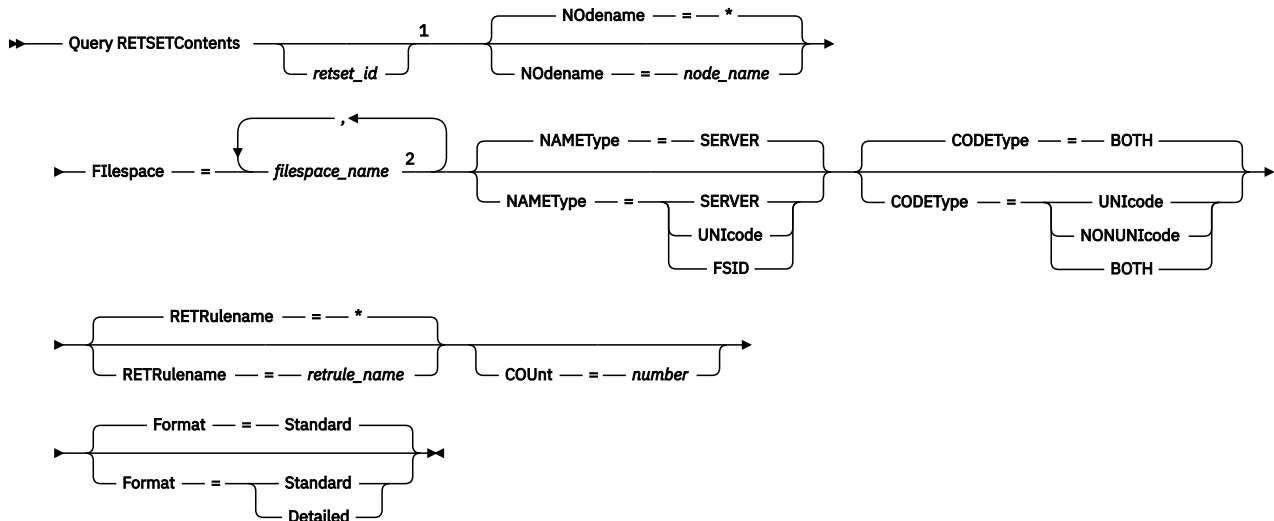 NOdename = *
Query RETSETContents 1
retset_id NOdename = node_name
,
NAMEType = SERVER CODEType = BOTH
FIlespace = filespace_name 2
NAMEType = SERVER CODEType = UNIcode
UNIcode NONUNIcode
FSID BOTH
RETRulename = *
RETRulename = retrule_name COUnt = number
Format = Standard
Format = Standard
Detailed